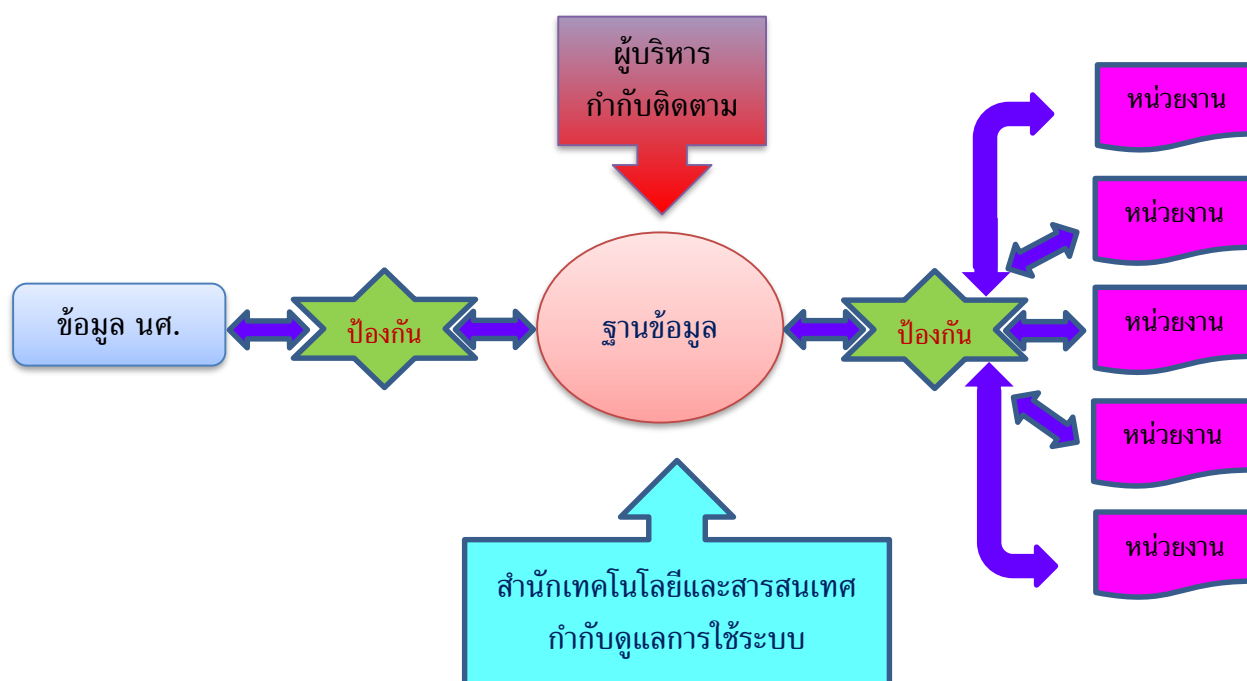 ผู้บริหาร
กำกับติดตาม
หน่วยงาน
หน่วยงาน
ข้อมูล นศ.
ป้องกัน
ฐานข้อมูล
ป้องกัน
หน่วยงาน
หน่วยงาน
หน่วยงาน
สำนักเทคโนโลยีและสารสนเทศ
กำกับดูแลการใช้ระบบ